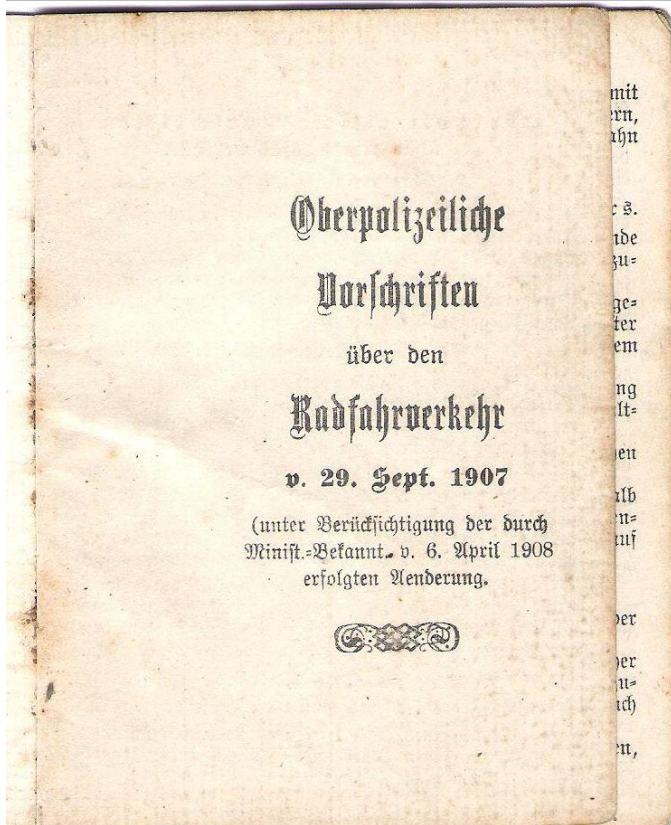 Oberpolizeiliche
Vorschriften
über den
Radfahrverkehr
v. 29. Sept. 1907
(unter Berücksichtigung der durch
Minist.-Bekannt. v. 6. April 1908
erfolgten Aenderung.
mit